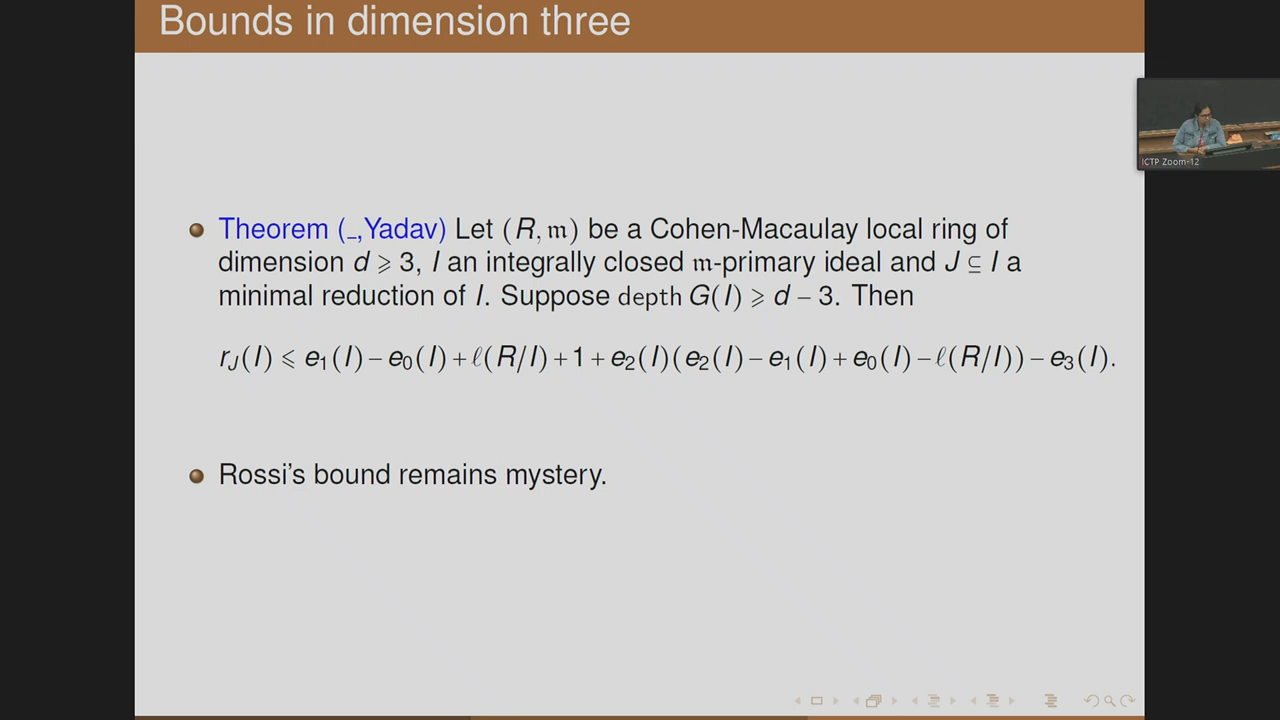 Bounds in dimension three
Theorem (_,Yadav) Let (R, 𝔪) be a Cohen-Macaulay local ring of
dimension d ⩾ 3, I an integrally closed 𝔪-primary ideal and J ⊆ I a
minimal reduction of I. Suppose depth G(I) ⩾ d − 3. Then
r_J(I) ⩽ e₁(I) − e₀(I) + ℓ(R/I) + 1 + e₂(I)(e₂(I) − e₁(I) + e₀(I) − ℓ(R/I)) − e₃(I).
Rossi's bound remains mystery.
ICTP Zoom-12